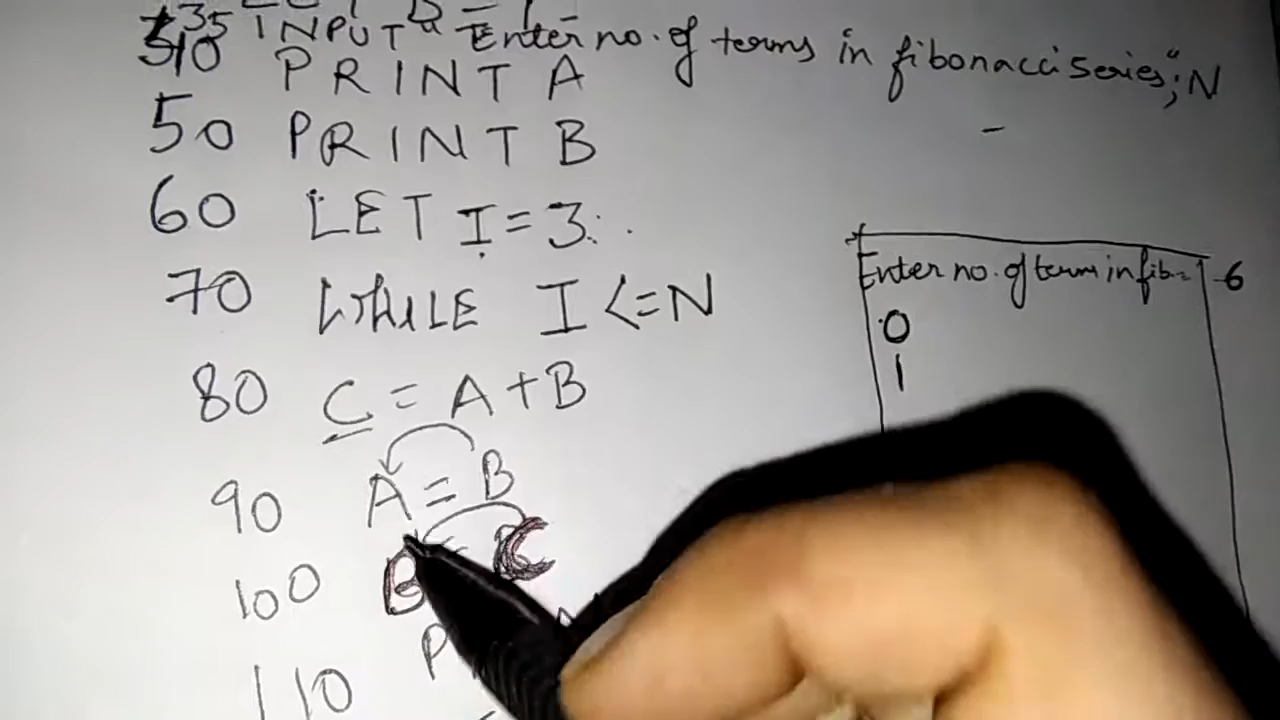 35 INPUT "Enter no. of terms in fibonacci series"; N
PRINT A
50 PRINT B
60 LET I = 3
70 WHILE I <= N
80 C = A + B
90 A = B
100 B = C
110 P
Enter no. of term in fib- 6
0
1